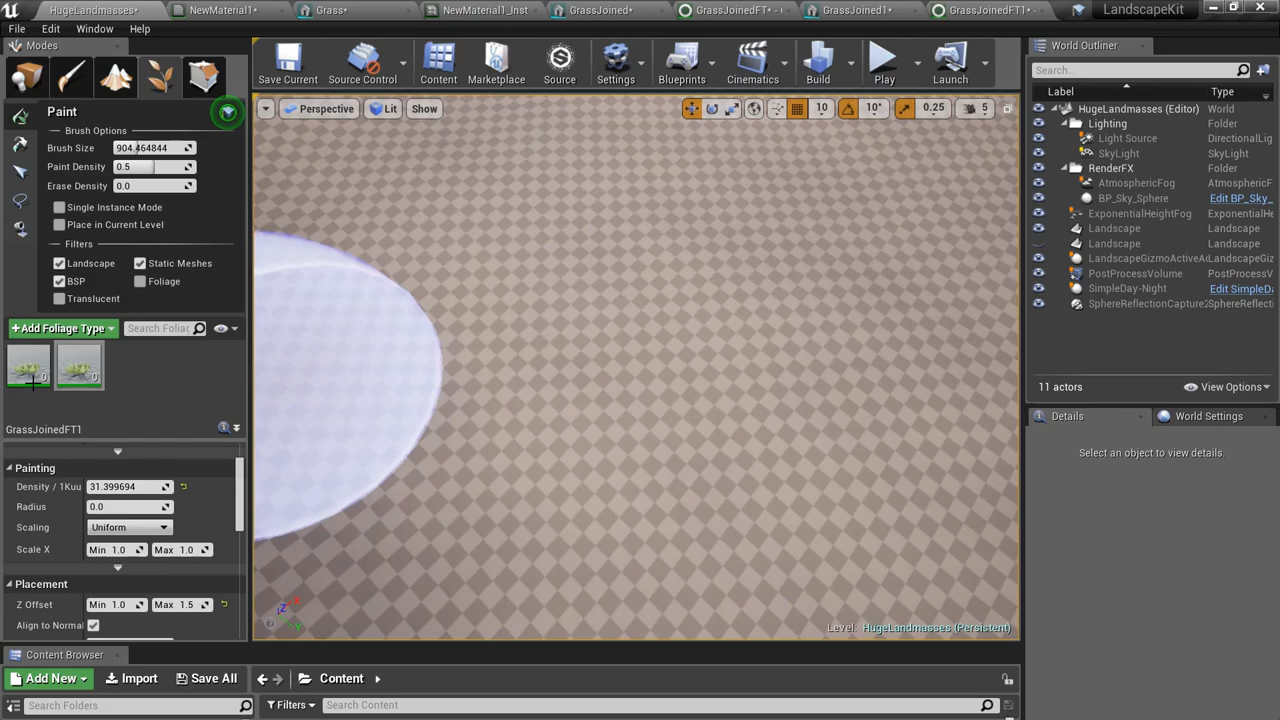 HugeLandmasses*
NewMaterial1*
Grass*
NewMaterial1_Inst
GrassJoined*
GrassJoinedFT*
GrassJoined1*
GrassJoinedFT1*
LandscapeKit
File Edit Window Help
Modes
Save Current
Source Control
Content
Marketplace
Source
Settings
Blueprints
Cinematics
Build
Play
Launch
World Outliner
Search...
Label Type
HugeLandmasses (Editor) World
Lighting Folder
Light Source DirectionalLig
SkyLight SkyLight
RenderFX Folder
AtmosphericFog AtmosphericF
BP_Sky_Sphere Edit BP_Sky_
ExponentialHeightFog ExponentialHe
Landscape Landscape
Landscape Landscape
LandscapeGizmoActiveAc LandscapeGiz
PostProcessVolume PostProcessV
SimpleDay-Night Edit SimpleDa
SphereReflectionCapture SphereReflecti
11 actors
View Options
Details
World Settings
Select an object to view details.
Paint
Brush Options
Brush Size 904.464844
Paint Density 0.5
Erase Density 0.0
Single Instance Mode
Place in Current Level
Filters
Landscape Static Meshes
BSP Foliage
Translucent
+Add Foliage Type
Search Foliag
0 0
GrassJoinedFT1
Painting
Density / 1Kuu 31.399694
Radius 0.0
Scaling Uniform
Scale X Min 1.0 Max 1.0
Placement
Z Offset Min 1.0 Max 1.5
Align to Normal
Perspective Lit Show
10 10° 0.25 5
Z X Y
Level: HugeLandmasses (Persistent)
Content Browser
Add New Import Save All
Content
Search Folders
Filters
Search Content